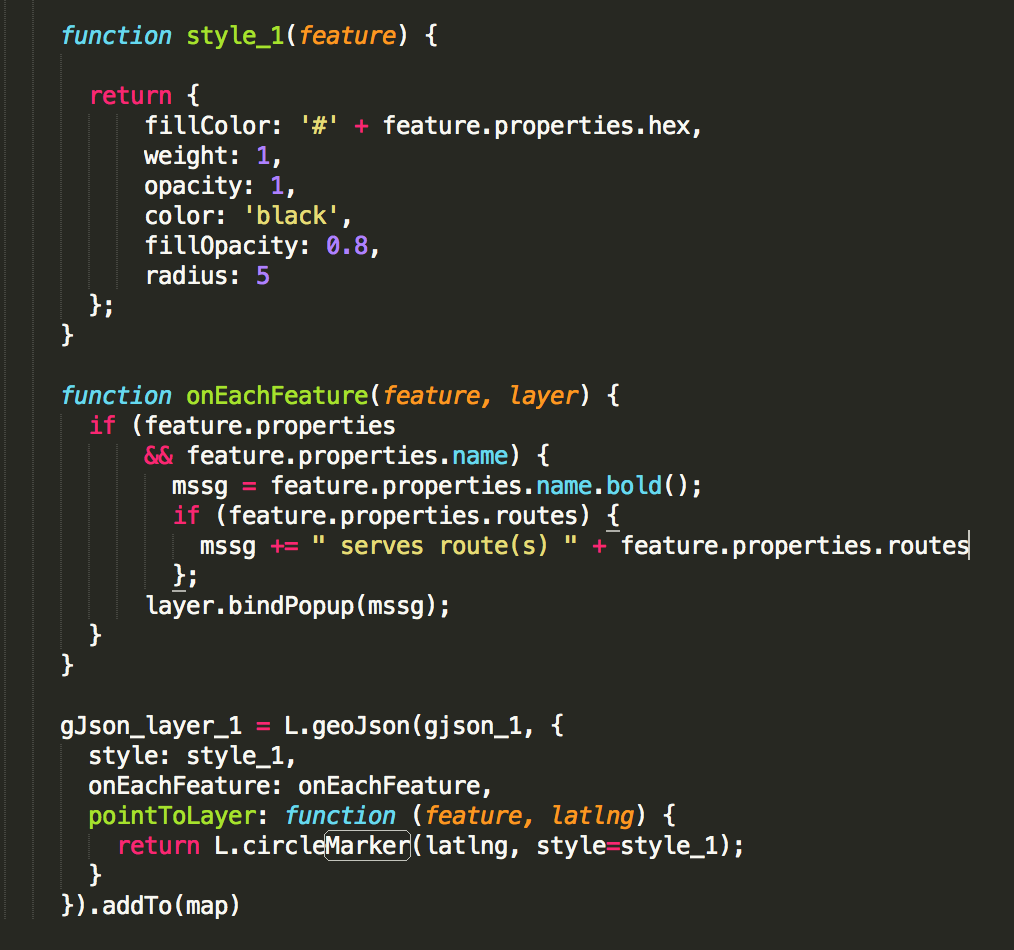 function style_1(feature) {
return {
fillColor: '#' + feature.properties.hex,
weight: 1,
opacity: 1,
color: 'black',
fillOpacity: 0.8,
radius: 5
};
}
function onEachFeature(feature, layer) {
if (feature.properties
&& feature.properties.name) {
mssg = feature.properties.name.bold();
if (feature.properties.routes) {
mssg += " serves route(s) " + feature.properties.routes
};
layer.bindPopup(mssg);
}
}
gJson_layer_1 = L.geoJson(gjson_1, {
style: style_1,
onEachFeature: onEachFeature,
pointToLayer: function (feature, latlng) {
return L.circleMarker(latlng, style=style_1);
}
}).addTo(map)